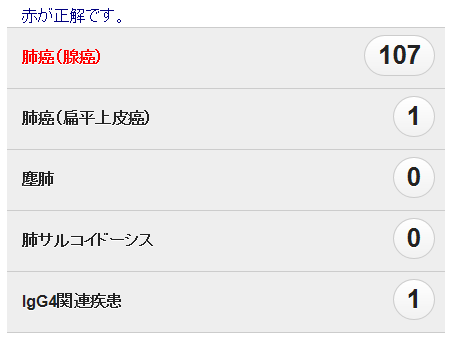 赤が正解です。
肺癌（腺癌）
107
肺癌（扁平上皮癌）
1
塵肺
0
肺サルコイドーシス
0
IgG4関連疾患
1